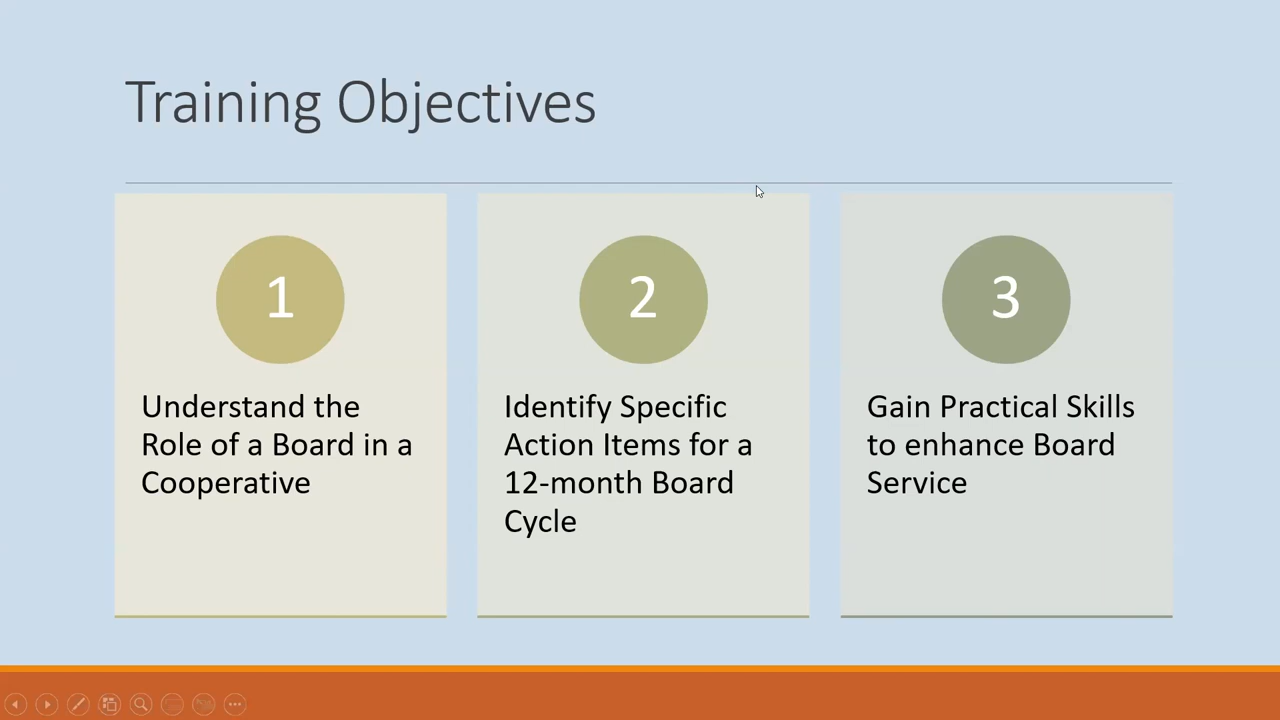 Training Objectives
1
Understand the
Role of a Board in a
Cooperative
2
Identify Specific
Action Items for a
12-month Board
Cycle
3
Gain Practical Skills
to enhance Board
Service